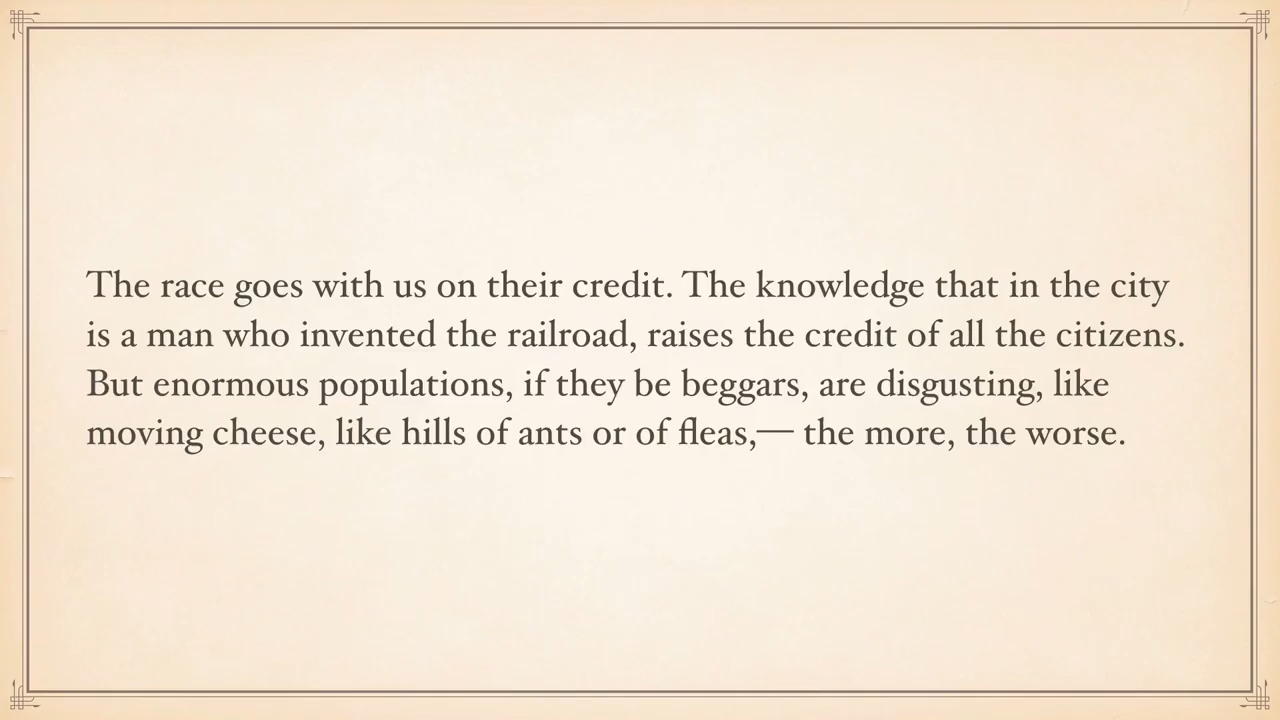 The race goes with us on their credit. The knowledge that in the city
is a man who invented the railroad, raises the credit of all the citizens.
But enormous populations, if they be beggars, are disgusting, like
moving cheese, like hills of ants or of fleas,— the more, the worse.